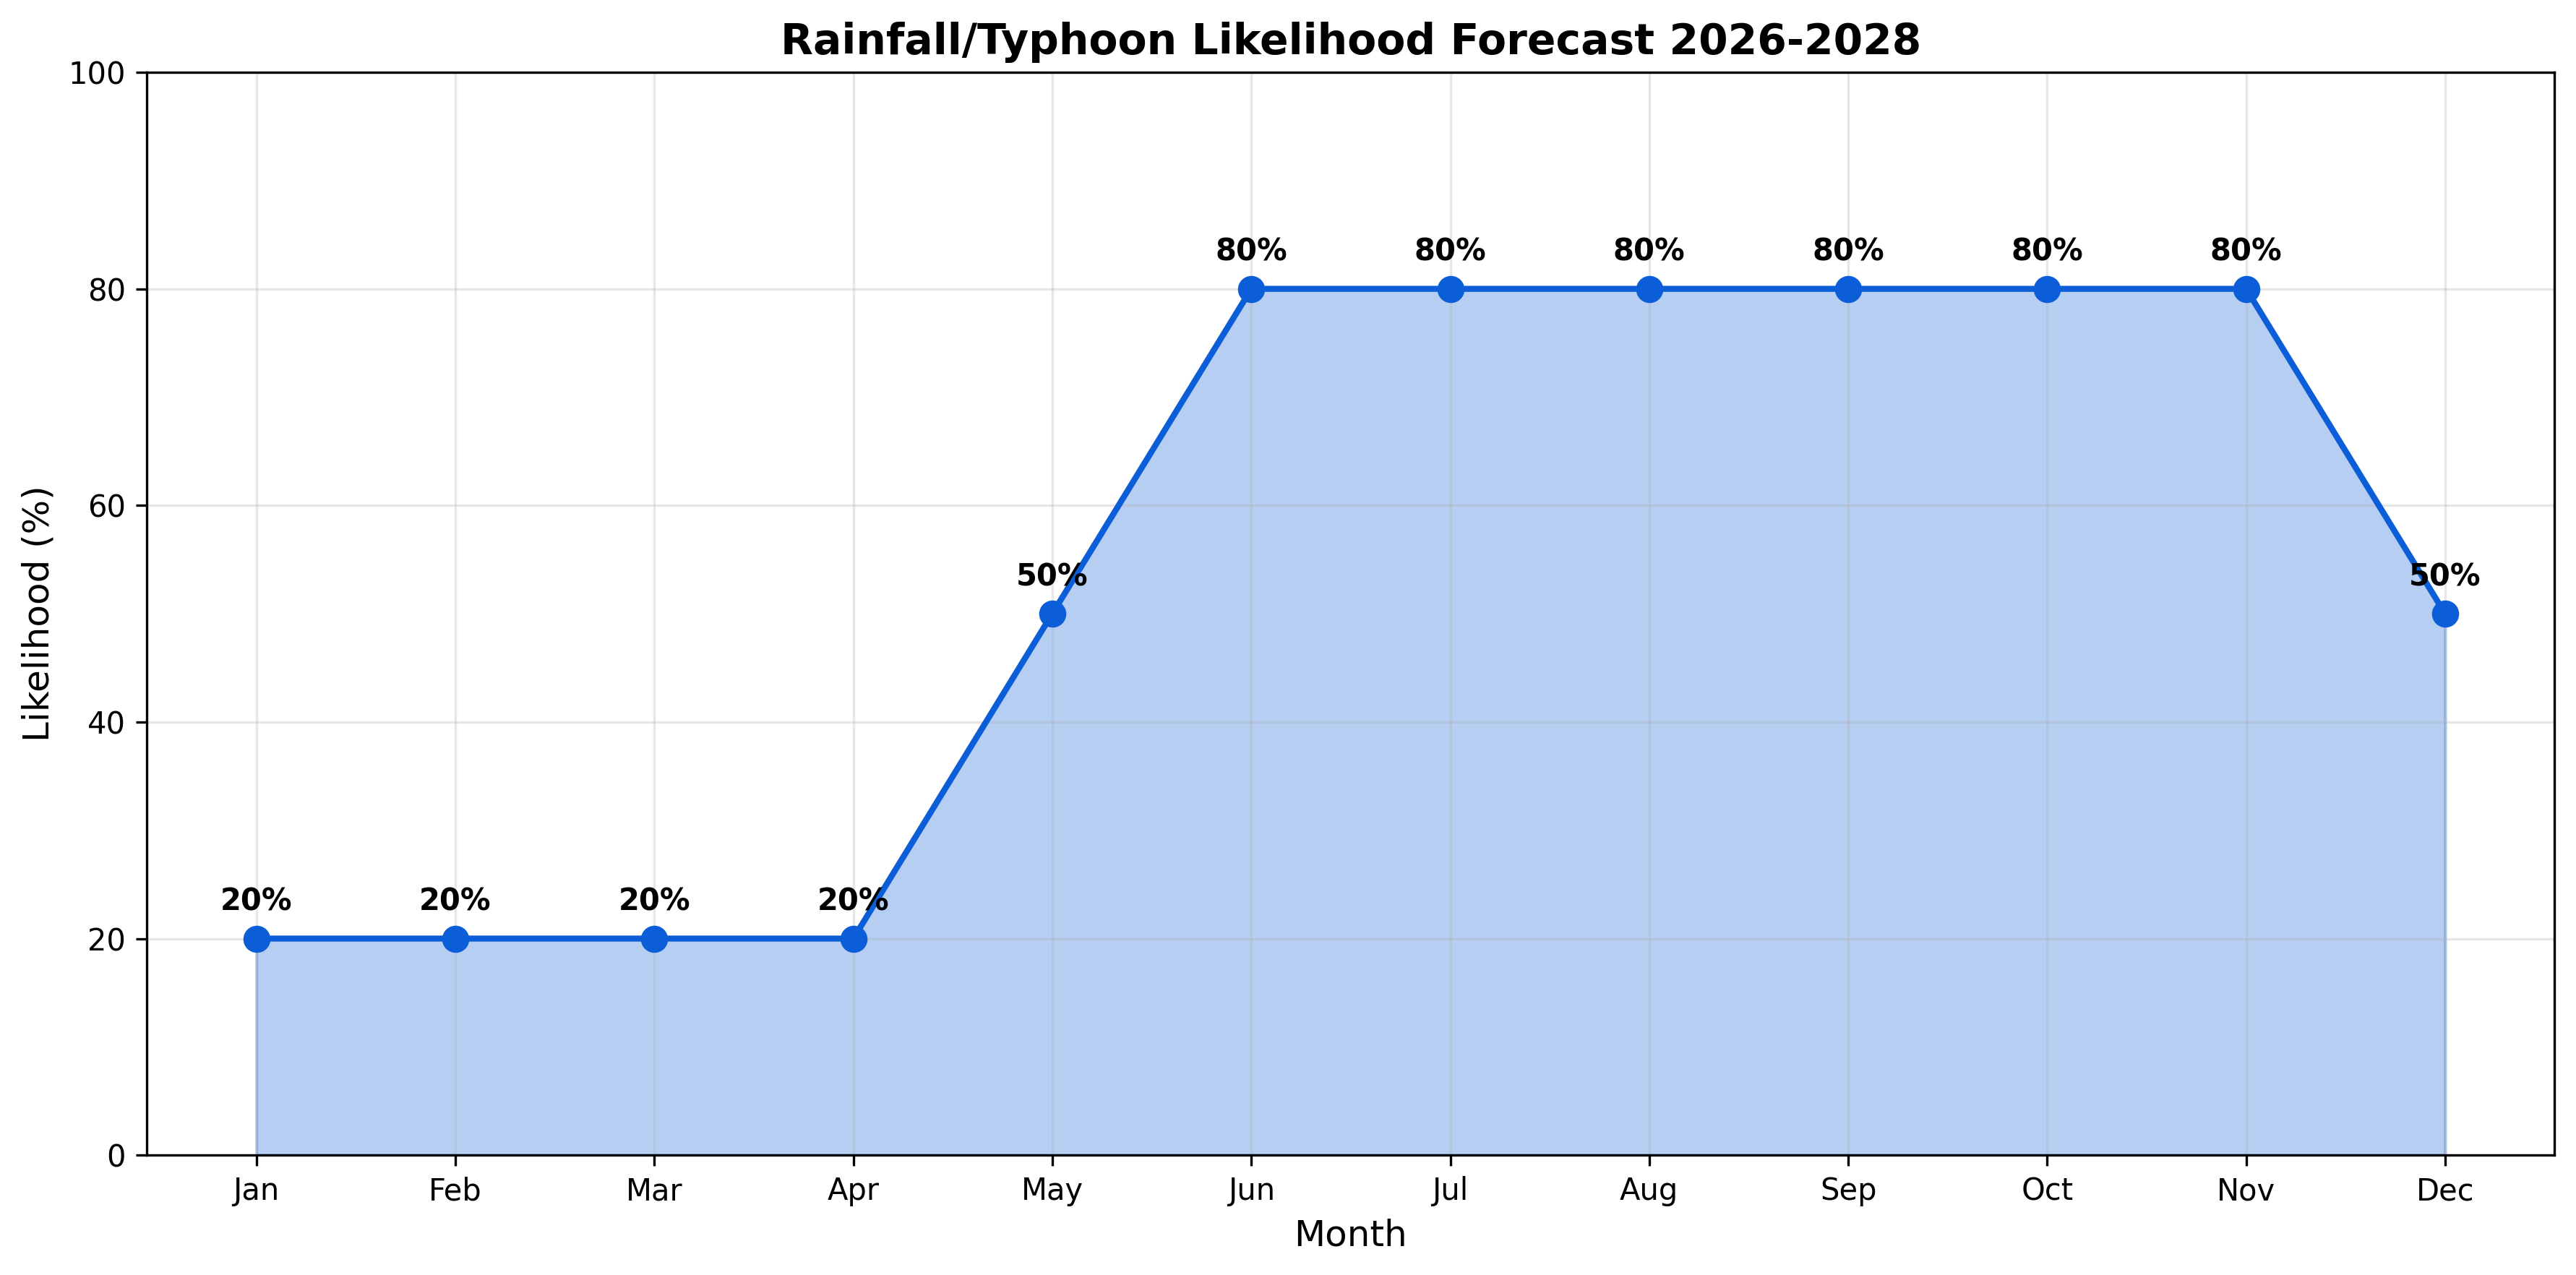 Rainfall/Typhoon Likelihood Forecast 2026-2028
100
80
60
40
20
0
Likelihood (%)
20% 20% 20% 20% 50% 80% 80% 80% 80% 80% 80% 50%
Jan Feb Mar Apr May Jun Jul Aug Sep Oct Nov Dec
Month